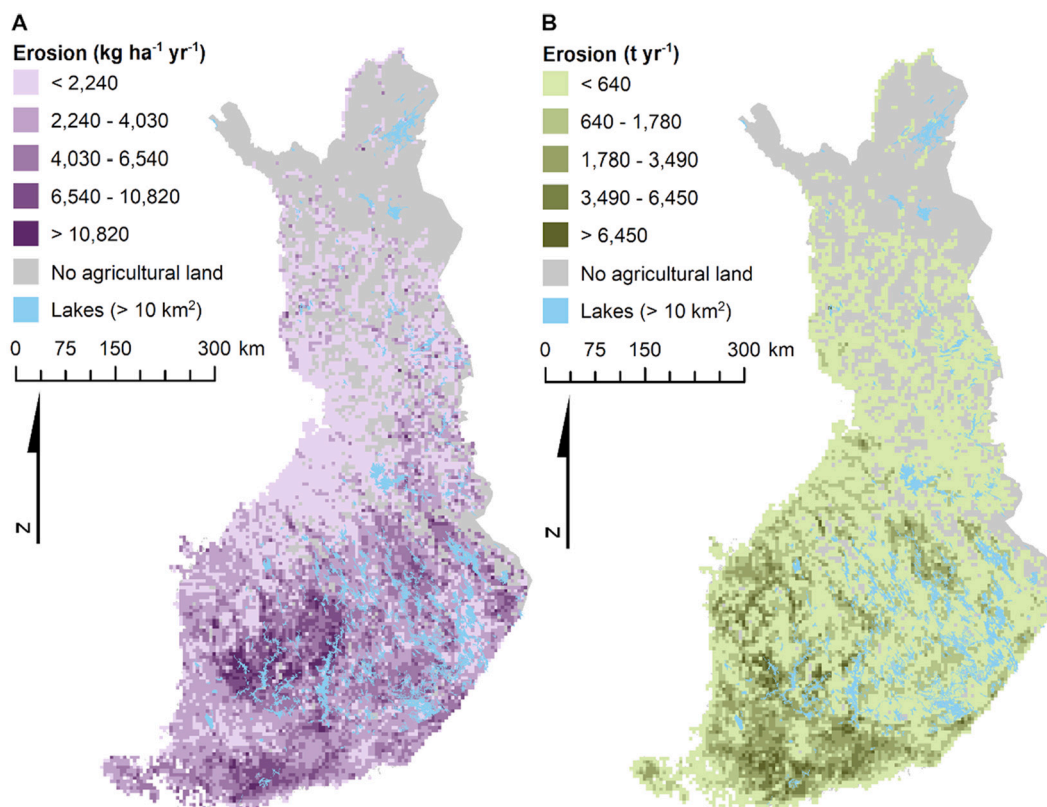 A
Erosion (kg ha⁻¹ yr⁻¹)
< 2,240
2,240 - 4,030
4,030 - 6,540
6,540 - 10,820
> 10,820
No agricultural land
Lakes (> 10 km²)
0 75 150 300 km
N
B
Erosion (t yr⁻¹)
< 640
640 - 1,780
1,780 - 3,490
3,490 - 6,450
> 6,450
No agricultural land
Lakes (> 10 km²)
0 75 150 300 km
N